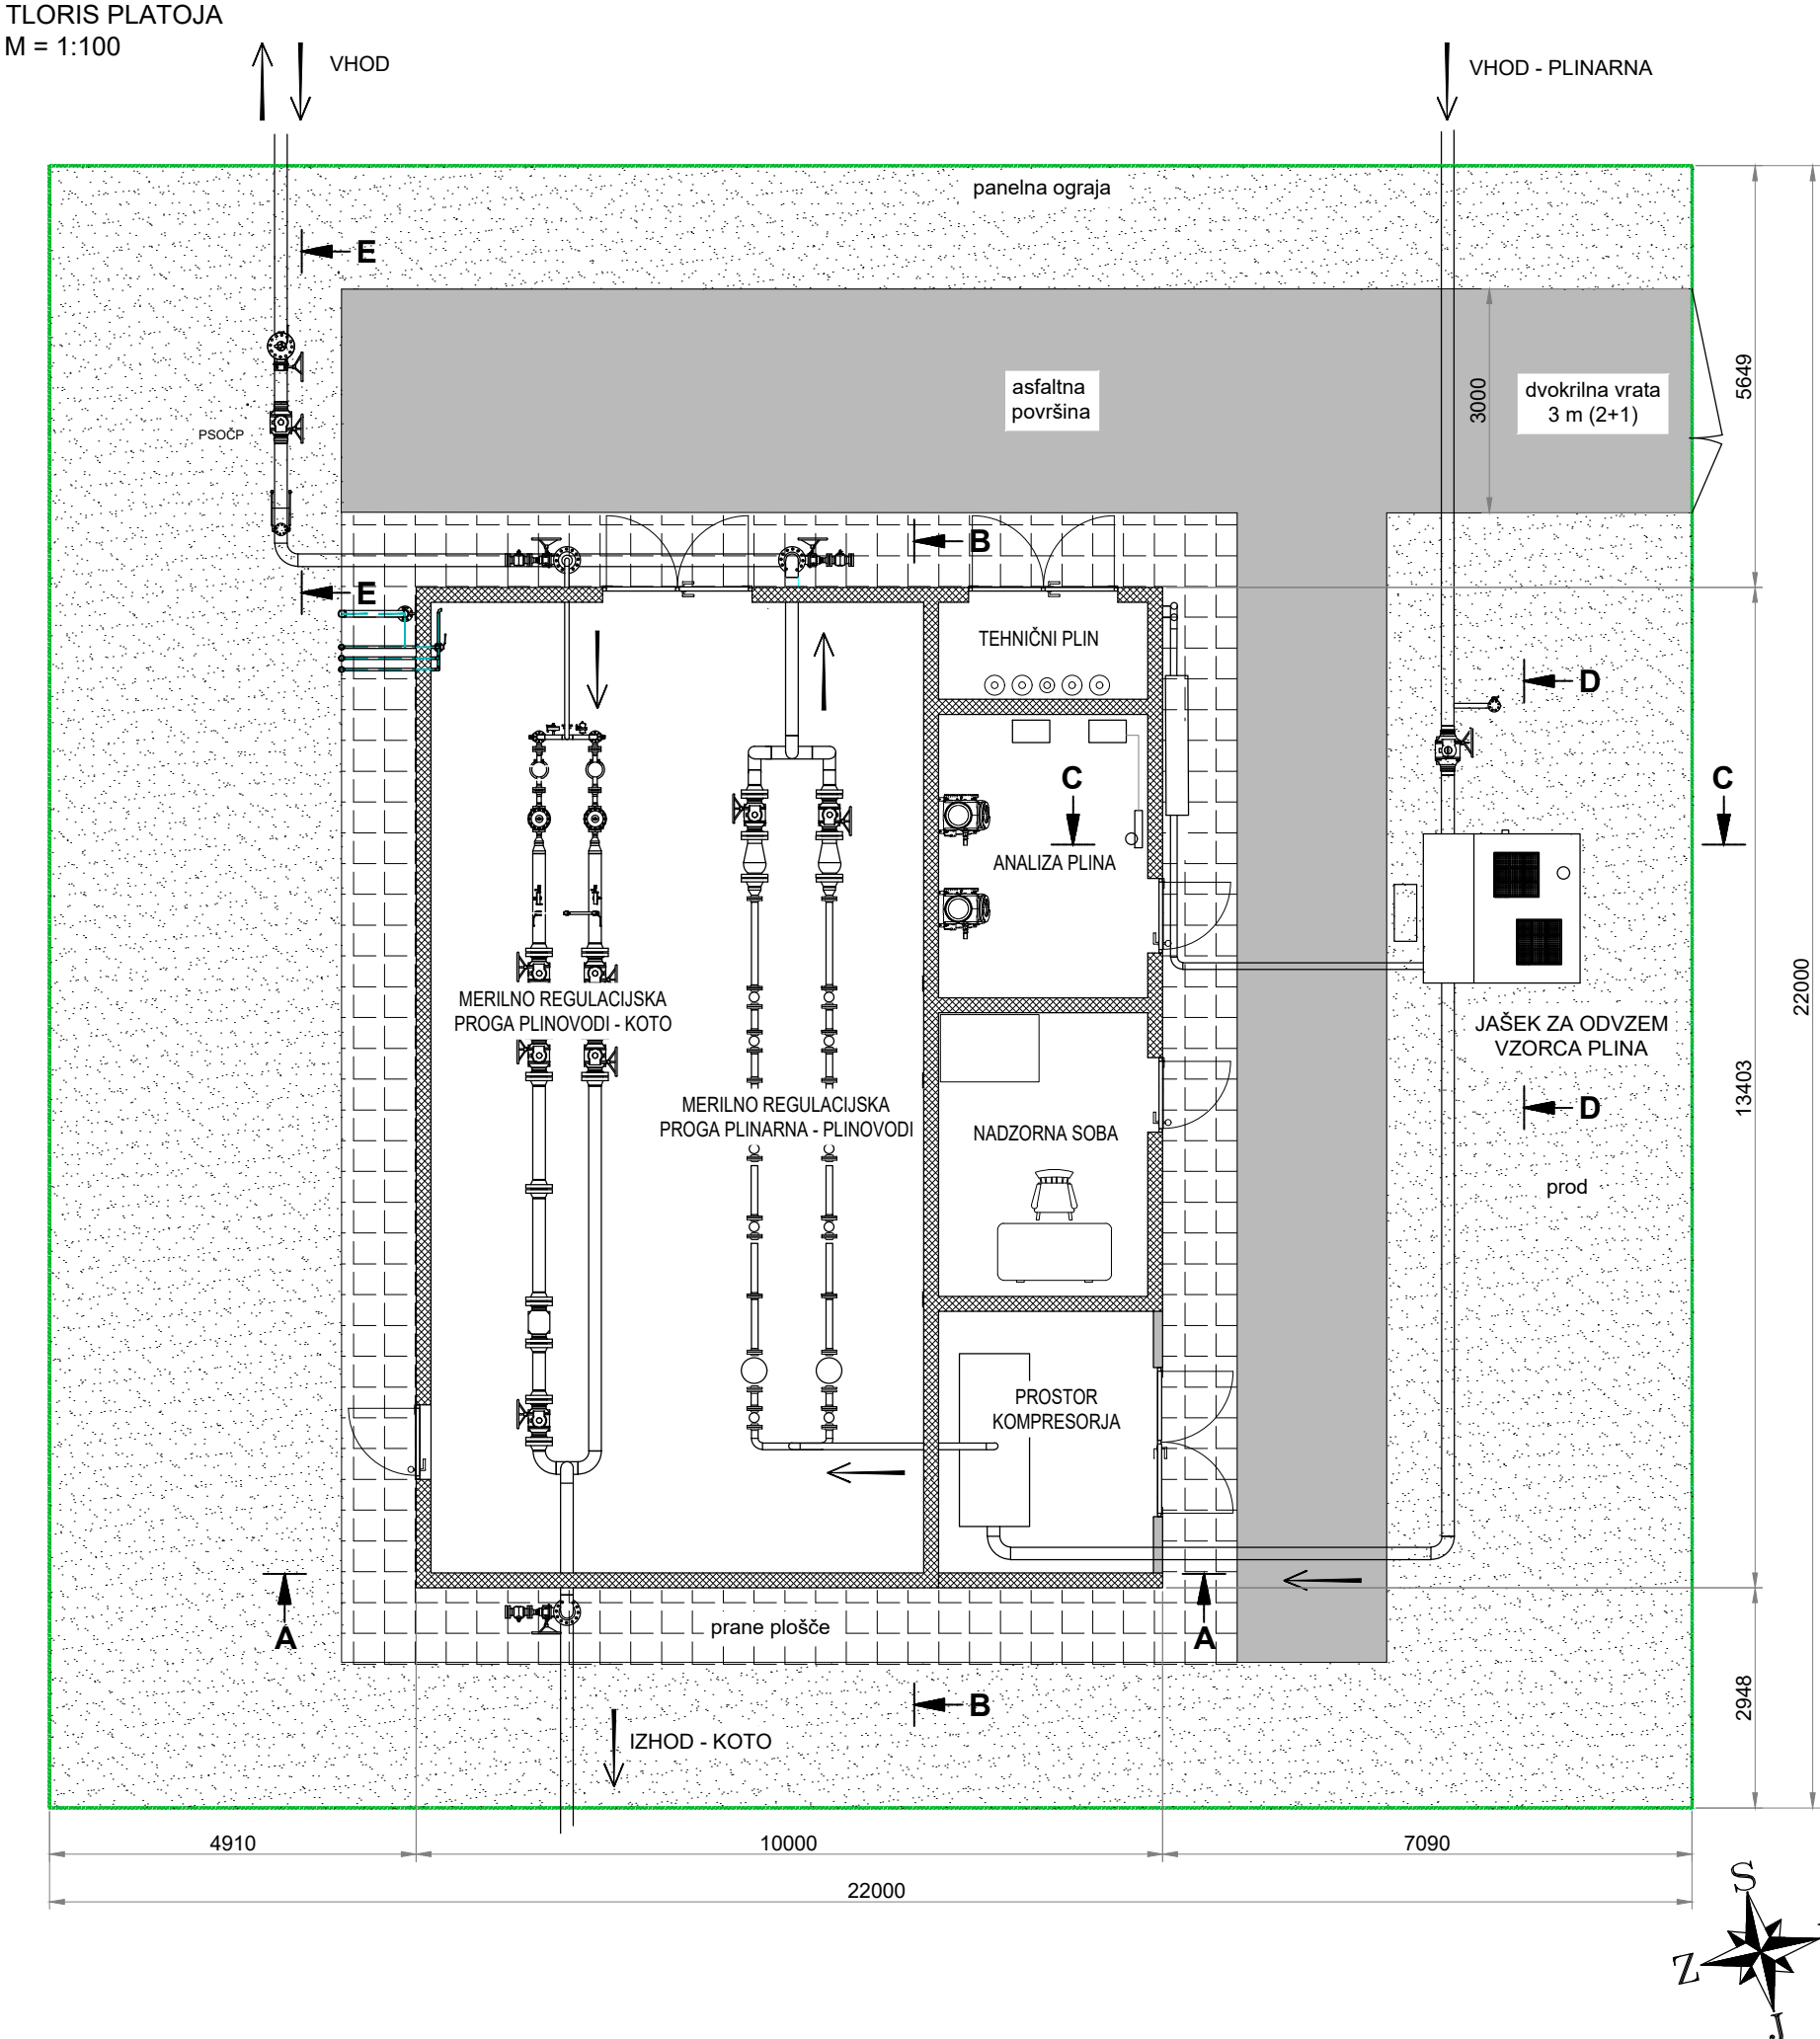 TLORIS PLATOJA
M = 1:100
VHOD
VHOD - PLINARNA
panelna ograja
E
asfaltna
površina
3000
dvokrilna vrata
3 m (2+1)
5649
PSOČP
B
E
TEHNIČNI PLIN
D
C
C
ANALIZA PLINA
22000
MERILNO REGULACIJSKA
PROGA PLINOVODI - KOTO
JAŠEK ZA ODVZEM
VZORCA PLINA
13403
MERILNO REGULACIJSKA
PROGA PLINARNA - PLINOVODI
D
NADZORNA SOBA
prod
PROSTOR
KOMPRESORJA
A
prane plošče
A
B
2948
IZHOD - KOTO
4910
10000
7090
22000
S
Z
J